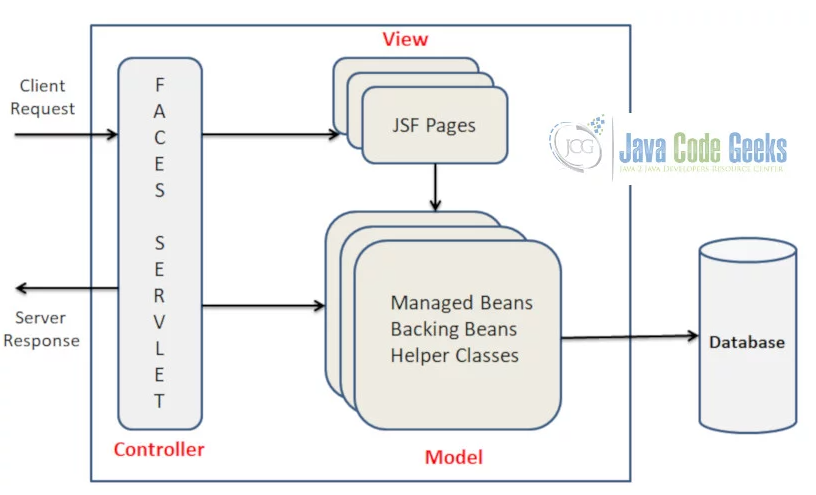 View
Client
Request
F
A
C
E
S
S
E
R
V
L
E
T
JSF Pages
JCG
Java Code Geeks
JAVA 2 JAVA DEVELOPERS RESOURCE CENTER
Managed Beans
Backing Beans
Helper Classes
Server
Response
Database
Controller
Model